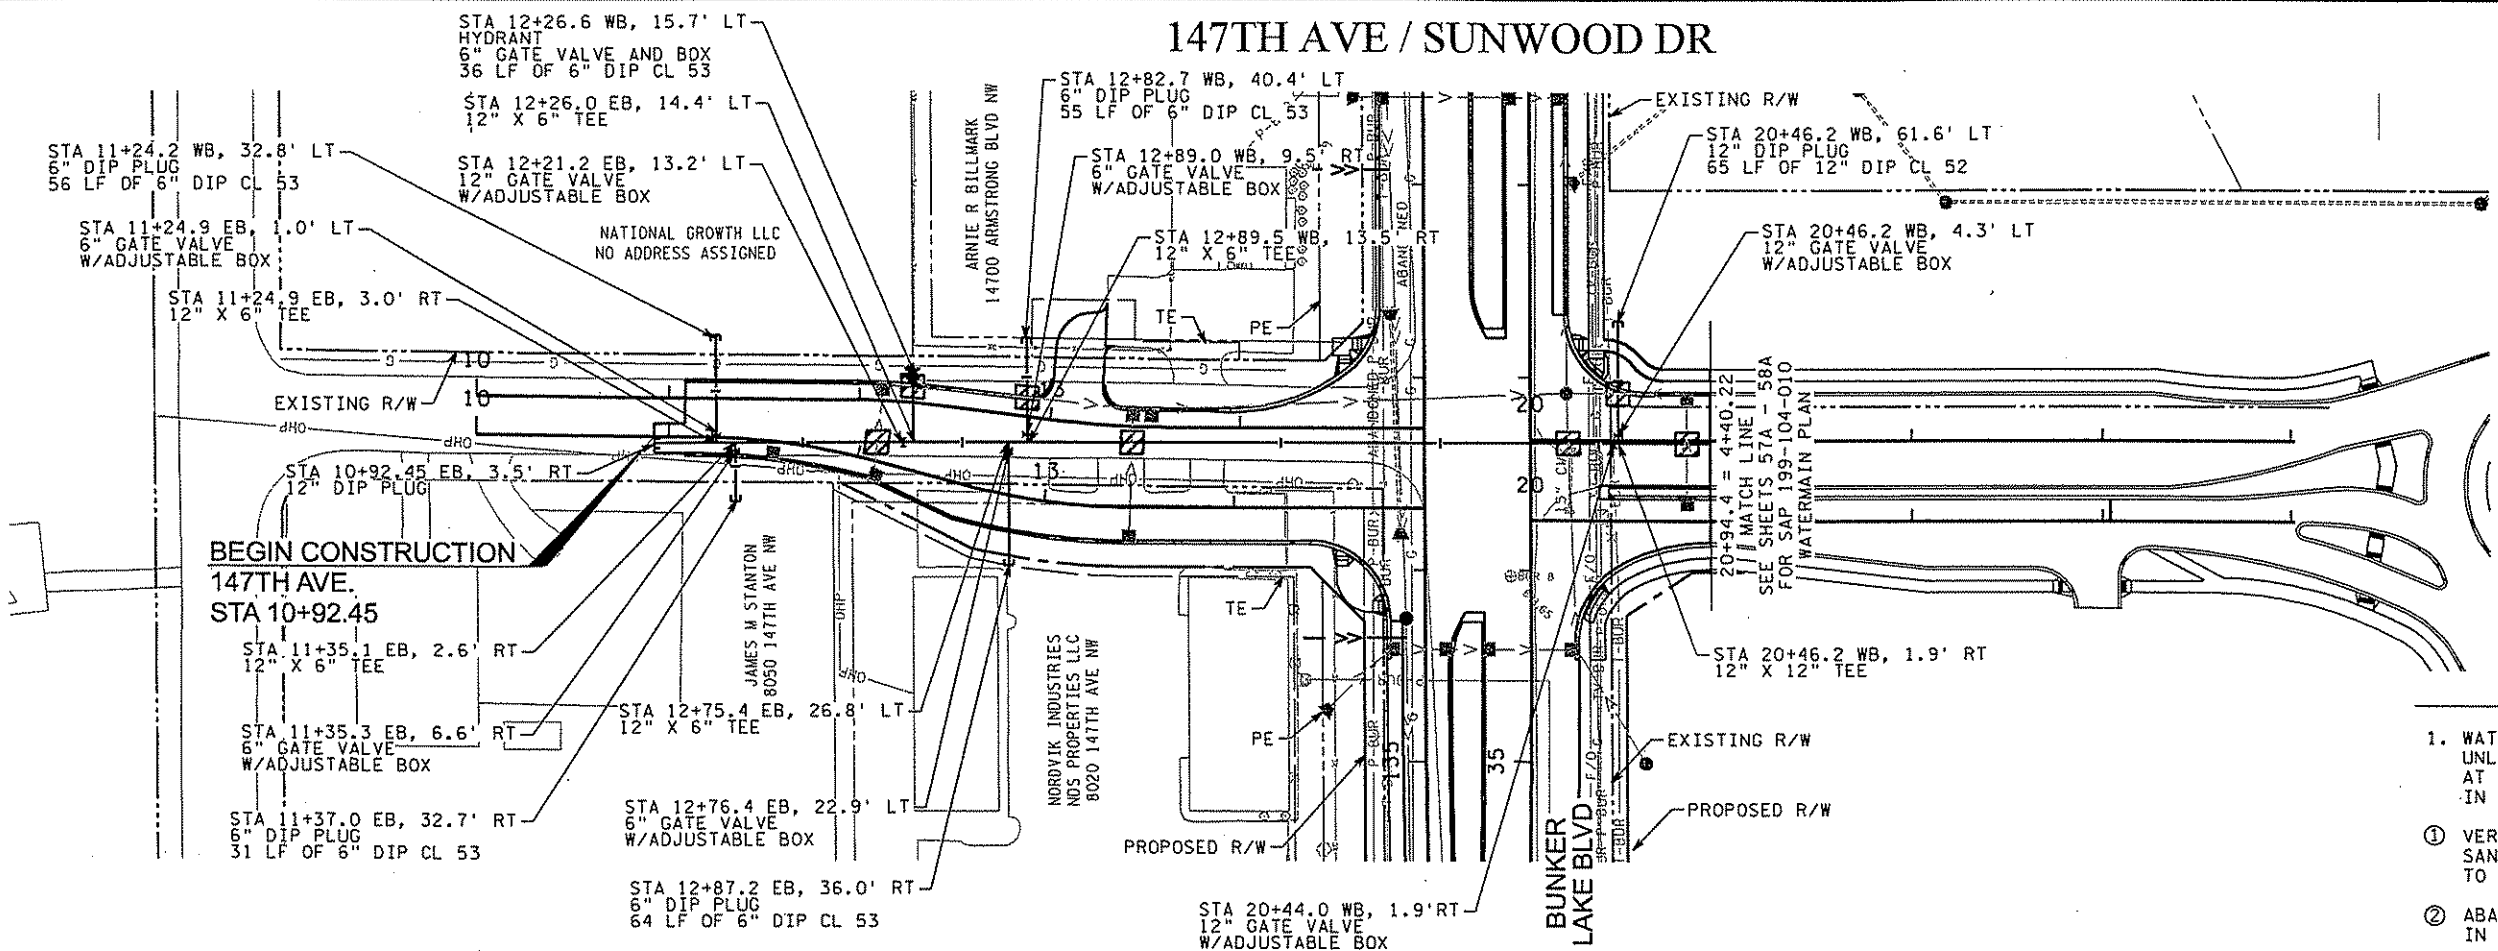 147TH AVE / SUNWOOD DR
STA 12+26.6 WB, 15.7' LT
HYDRANT
6" GATE VALVE AND BOX
36 LF OF 6" DIP CL 53
STA 12+26.0 EB, 14.4' LT
12" X 6" TEE
STA 12+21.2 EB, 13.2' LT
12" GATE VALVE
W/ADJUSTABLE BOX
NATIONAL GROWTH LLC
NO ADDRESS ASSIGNED
STA 11+24.2 WB, 32.8' LT
6" DIP PLUG
56 LF OF 6" DIP CL 53
STA 11+24.9 EB, 1.0' LT
6" GATE VALVE
W/ADJUSTABLE BOX
STA 11+24.9 EB, 3.0' RT
12" X 6" TEE
ARNIE R BILLMARK
14700 ARMSTRONG BLVD NW
STA 12+82.7 WB, 40.4' LT
6" DIP PLUG
55 LF OF 6" DIP CL 53
STA 12+89.0 WB, 9.5' RT
6" GATE VALVE
W/ADJUSTABLE BOX
STA 12+89.5 WB, 13.5' RT
12" X 6" TEE
EXISTING R/W
STA 20+46.2 WB, 61.6' LT
12" DIP PLUG
65 LF OF 12" DIP CL 52
STA 20+46.2 WB, 4.3' LT
12" GATE VALVE
W/ADJUSTABLE BOX
TE
PE
10
10
EXISTING R/W
13
13
20
20
OHP
OHP
OHP
OHP
20+94.4 = 4+40.22
MATCH LINE
SEE SHEETS 57A - 58A
FOR SAP 199-104-010
WATERMAIN PLAN
STA 10+92.45 EB, 3.5' RT
12" DIP PLUG
BEGIN CONSTRUCTION
147TH AVE.
STA 10+92.45
STA 11+35.1 EB, 2.6' RT
12" X 6" TEE
STA 11+35.3 EB, 6.6' RT
6" GATE VALVE
W/ADJUSTABLE BOX
STA 11+37.0 EB, 32.7' RT
6" DIP PLUG
31 LF OF 6" DIP CL 53
JAMES M STANTON
8050 147TH AVE NW
STA 12+75.4 EB, 26.8' LT
12" X 6" TEE
STA 12+76.4 EB, 22.9' LT
6" GATE VALVE
W/ADJUSTABLE BOX
STA 12+87.2 EB, 36.0' RT
6" DIP PLUG
64 LF OF 6" DIP CL 53
NORDVIK INDUSTRIES
NDS PROPERTIES LLC
8020 147TH AVE NW
TE
PE
135
35
PROPOSED R/W
STA 20+44.0 WB, 1.9'RT
12" GATE VALVE
W/ADJUSTABLE BOX
BUNKER
LAKE BLVD
STA 20+46.2 WB, 1.9' RT
12" X 12" TEE
EXISTING R/W
PROPOSED R/W
1. WAT
UNL
AT
IN
① VER
SAN
TO
② ABA
IN